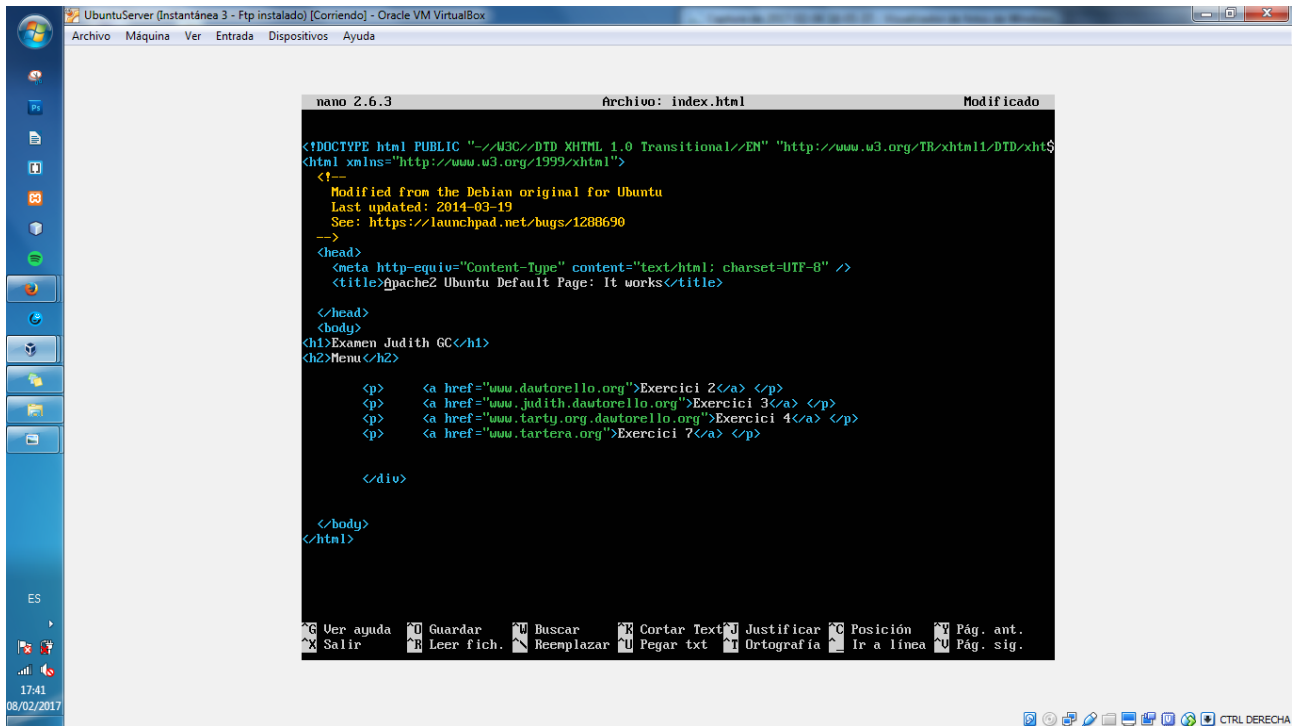 UbuntuServer (Instantánea 3 - Ftp instalado) [Corriendo] - Oracle VM VirtualBox
Archivo Máquina Ver Entrada Dispositivos Ayuda
nano 2.6.3 Archivo: index.html Modificado
<!DOCTYPE html PUBLIC "-//W3C//DTD XHTML 1.0 Transitional//EN" "http://www.w3.org/TR/xhtml1/DTD/xht$
<html xmlns="http://www.w3.org/1999/xhtml">
<!--
Modified from the Debian original for Ubuntu
Last updated: 2014-03-19
See: https://launchpad.net/bugs/1288690
-->
<head>
<meta http-equiv="Content-Type" content="text/html; charset=UTF-8" />
<title>Apache2 Ubuntu Default Page: It works</title>
</head>
<body>
<h1>Examen Judith GC</h1>
<h2>Menu</h2>
<p> <a href="www.dawtorello.org">Exercici 2</a> </p>
<p> <a href="www.judith.dawtorello.org">Exercici 3</a> </p>
<p> <a href="www.tarty.org.dawtorello.org">Exercici 4</a> </p>
<p> <a href="www.tartera.org">Exercici 7</a> </p>
</div>
</body>
</html>
^G Ver ayuda ^O Guardar ^W Buscar ^K Cortar Text ^J Justificar ^C Posición ^Y Pág. ant.
^X Salir ^R Leer fich. ^\ Reemplazar ^U Pegar txt ^T Ortografía ^_ Ir a línea ^V Pág. sig.
Ps
ES
17:41
08/02/2017
CTRL DERECHA